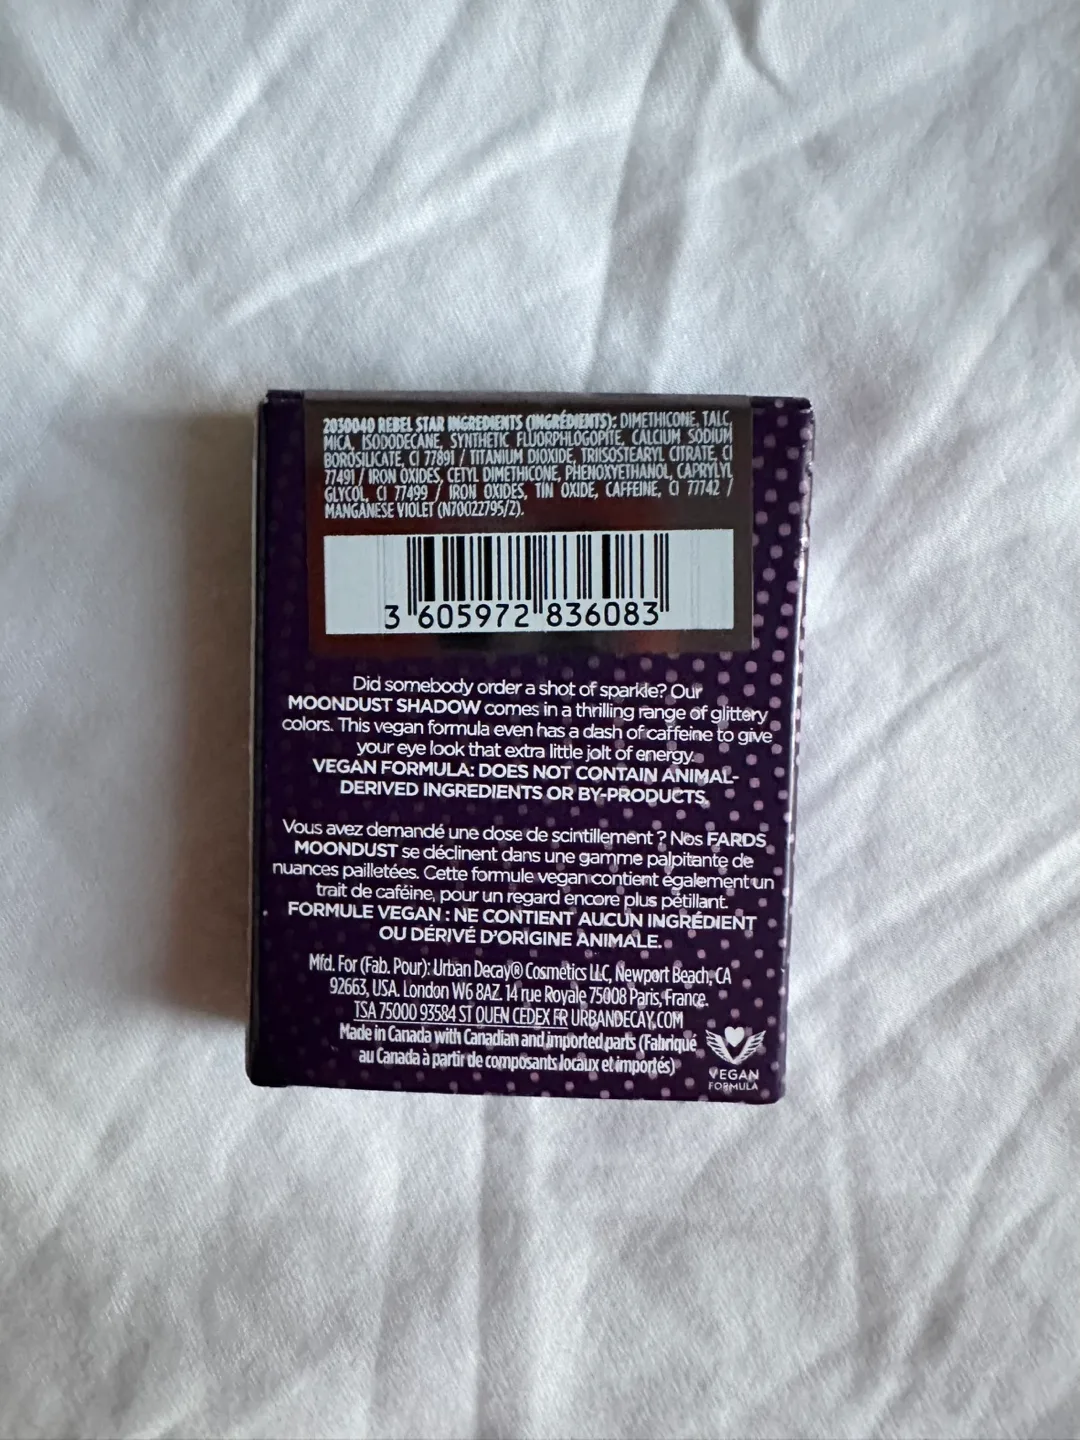 2030040 REBEL STAR INGREDIENTS (INGRÉDIENTS): DIMETHICONE, TALC,
MICA, ISODODECANE, SYNTHETIC FLUORPHLOGOPITE, CALCIUM SODIUM
BOROSILICATE, CI 77891 / TITANIUM DIOXIDE, TRIISOSTEARYL CITRATE, CI
77491 / IRON OXIDES, CETYL DIMETHICONE, PHENOXYETHANOL, CAPRYLYL
GLYCOL, CI 77499 / IRON OXIDES, TIN OXIDE, CAFFEINE, CI 77742 /
MANGANESE VIOLET (N70022795/2).
3 605972 836083
Did somebody order a shot of sparkle? Our
MOONDUST SHADOW comes in a thrilling range of glittery
colors. This vegan formula even has a dash of caffeine to give
your eye look that extra little jolt of energy.
VEGAN FORMULA: DOES NOT CONTAIN ANIMAL-
DERIVED INGREDIENTS OR BY-PRODUCTS.
Vous avez demandé une dose de scintillement ? Nos FARDS
MOONDUST se déclinent dans une gamme palpitante de
nuances pailletées. Cette formule vegan contient également un
trait de caféine, pour un regard encore plus pétillant.
FORMULE VEGAN : NE CONTIENT AUCUN INGRÉDIENT
OU DÉRIVÉ D'ORIGINE ANIMALE.
Mfd. For (Fab. Pour): Urban Decay® Cosmetics LLC, Newport Beach, CA
92663, USA. London W6 8AZ. 14 rue Royale 75008 Paris, France.
TSA 75000 93584 ST OUEN CEDEX FR URBANDECAY.COM
Made in Canada with Canadian and imported parts (Fabriqué
au Canada à partir de composants locaux et importés)
VEGAN
FORMULA